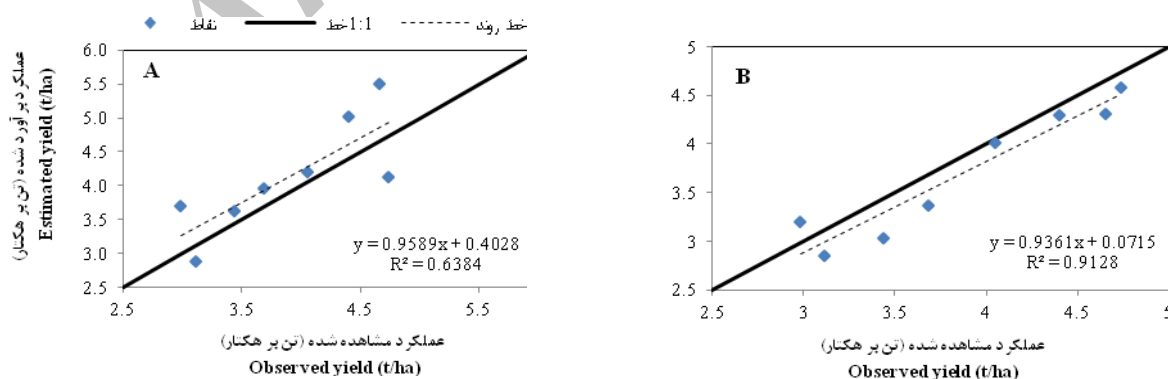 نقاط
خط1:1
خط روند
عملکرد برآورد شده (تن بر هکتار)
Estimated yield (t/ha)
6.0
5.5
5.0
4.5
4.0
3.5
3.0
2.5
A
y = 0.9589x + 0.4028
R² = 0.6384
2.5 3.5 4.5 5.5
عملکرد مشاهده شده (تن بر هکتار)
Observed yield (t/ha)
5
4.5
4
3.5
3
2.5
B
y = 0.9361x + 0.0715
R² = 0.9128
2.5 3 3.5 4 4.5 5
عملکرد مشاهده شده (تن بر هکتار)
Observed yield (t/ha)